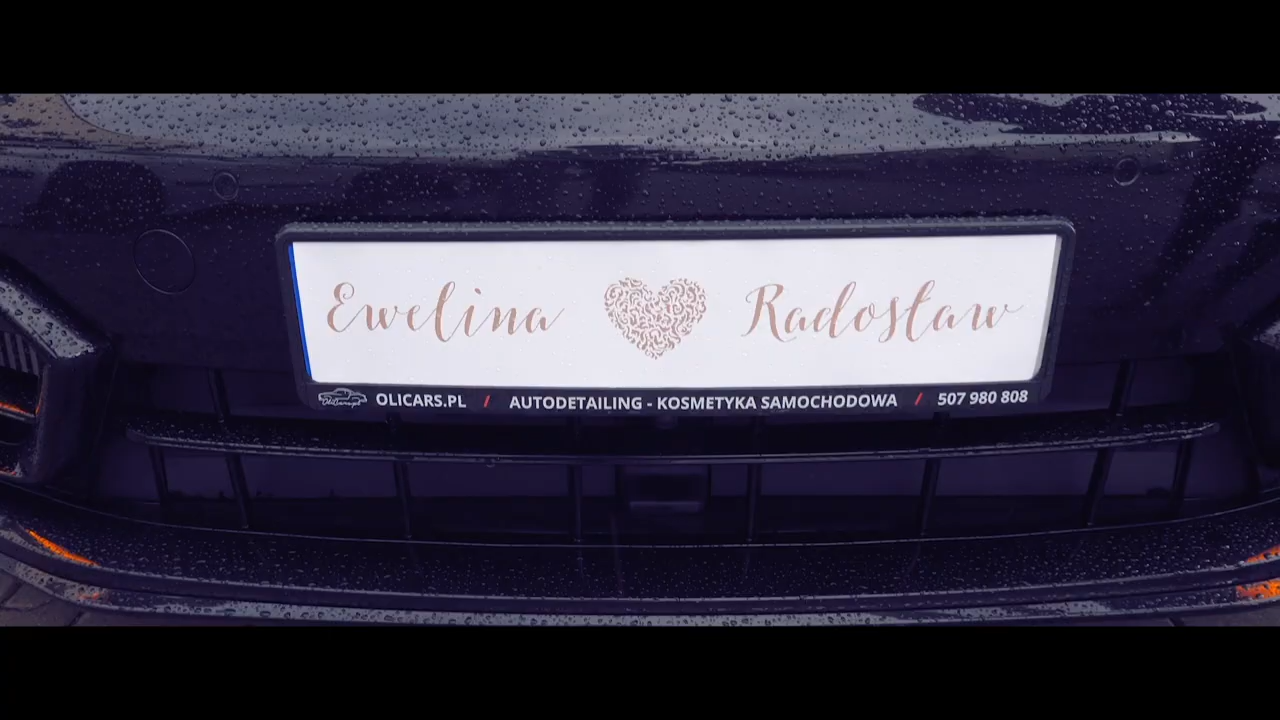 Ewelina Radosław
OLICARS.PL / AUTODETAILING - KOSMETYKA SAMOCHODOWA / 507 980 808